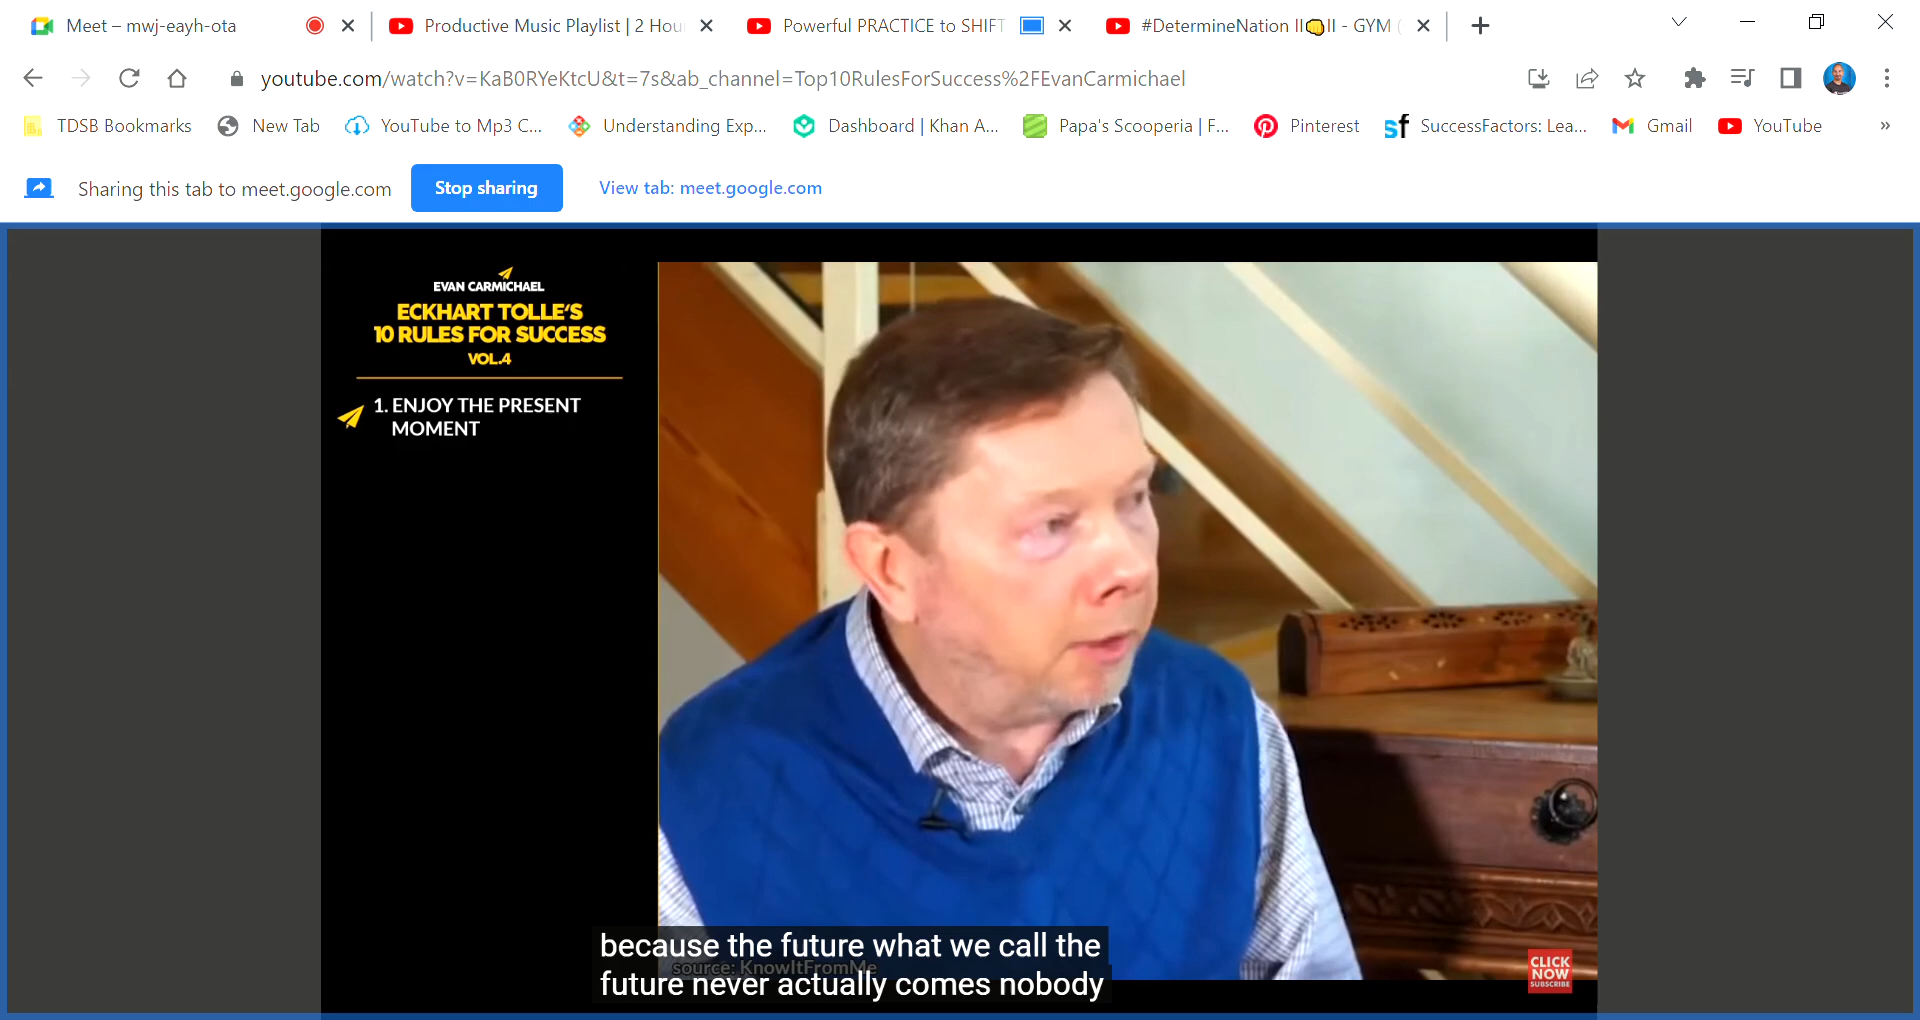 Meet – mwj-eayh-ota
Productive Music Playlist | 2 Hou
Powerful PRACTICE to SHIFT
#DetermineNation II👊II - GYM (
youtube.com/watch?v=KaB0RYeKtcU&t=7s&ab_channel=Top10RulesForSuccess%2FEvanCarmichael
TDSB Bookmarks
New Tab
YouTube to Mp3 C...
Understanding Exp...
Dashboard | Khan A...
Papa's Scooperia | F...
Pinterest
sf
SuccessFactors: Lea...
Gmail
YouTube
»
Sharing this tab to meet.google.com
Stop sharing
View tab: meet.google.com
EVAN CARMICHAEL
ECKHART TOLLE'S
10 RULES FOR SUCCESS
VOL.4
1. ENJOY THE PRESENT
MOMENT
because the future what we call the
source: KnowItFromMe
future never actually comes nobody
CLICK
NOW
SUBSCRIBE